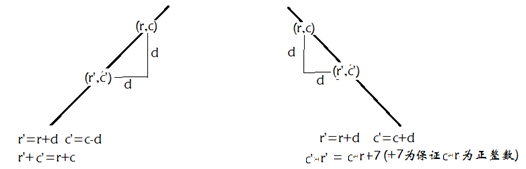 (r,c)
d
(r',c')
d
r'=r+d c'=c-d
r'+c'=r+c
(r,c)
d
(r',c')
d
r'=r+d c'=c+d
c'-r' = c-r+7 (+7为保证c-r为正整数)